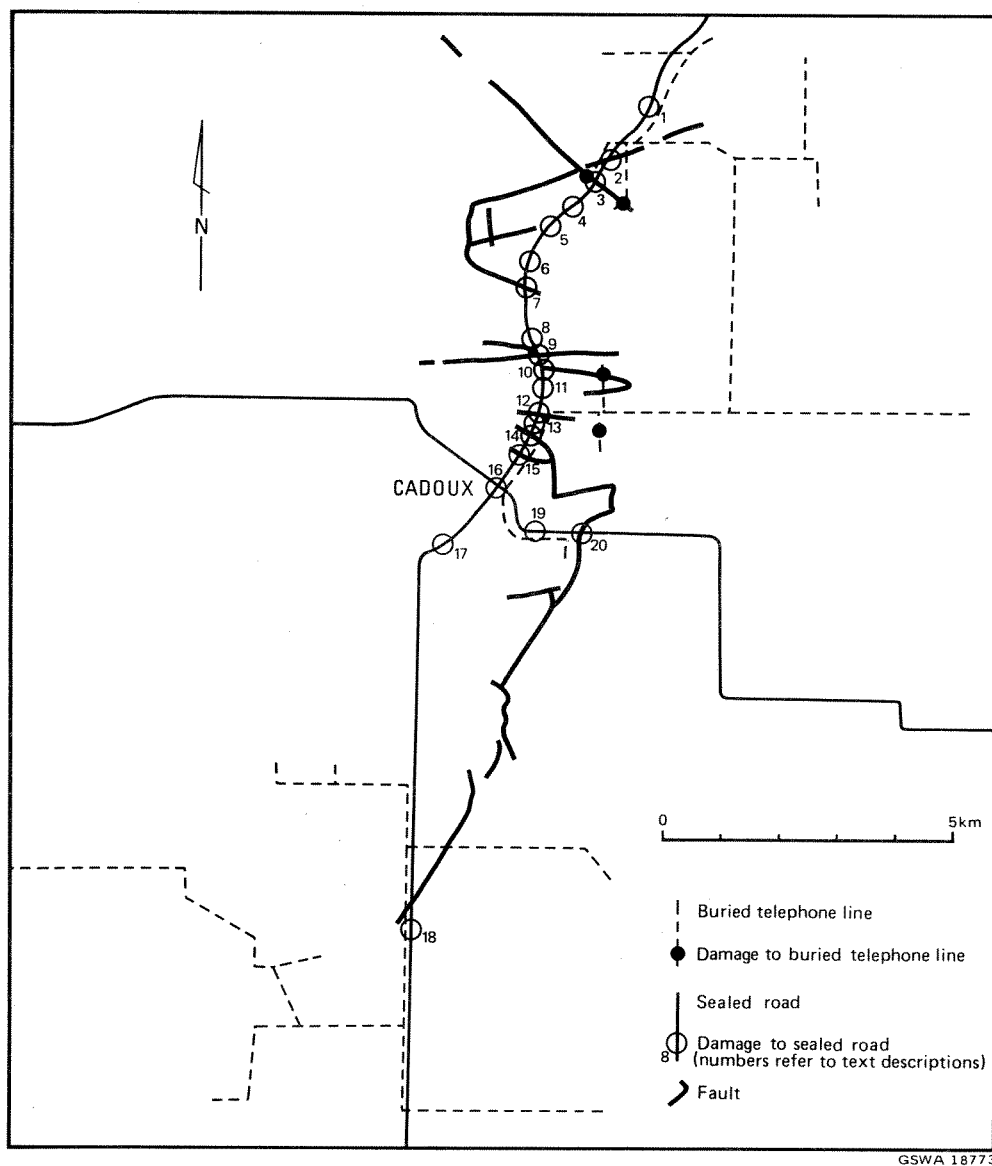 1
N
2
3
4
5
6
7
8
9
10
11
12
13
14
15
16
CADOUX
19
20
17
0 5km
Buried telephone line
18
Damage to buried telephone line
Sealed road
Damage to sealed road
8 (numbers refer to text descriptions)
Fault
GSWA 18773